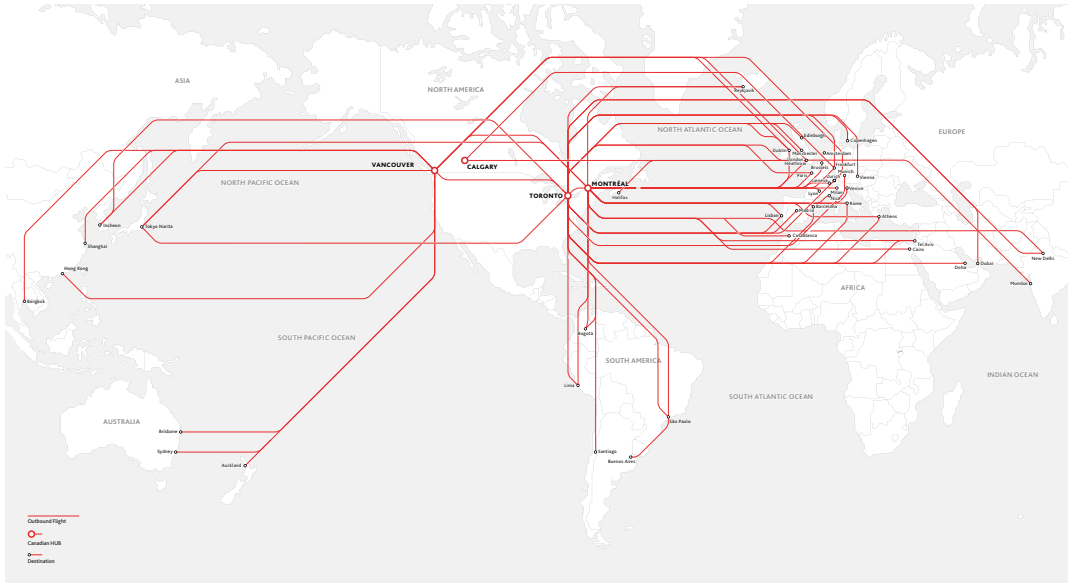 ASIA
NORTH AMERICA
Reykjavik
NORTH ATLANTIC OCEAN
EUROPE
Edinburgh
Copenhagen
Dublin
Manchester
Amsterdam
London
Heathrow
Brussels
Frankfurt
Paris
Munich
Zurich
Vienna
Geneva
Lyon
Milan
Nice
Venice
VANCOUVER
CALGARY
NORTH PACIFIC OCEAN
TORONTO
MONTRÉAL
Halifax
Barcelona
Rome
Madrid
Lisbon
Athens
Casablanca
Incheon
Tokyo Narita
Shanghai
Tel Aviv
Cairo
New Delhi
Hong Kong
Doha
Dubai
Mumbai
Bangkok
AFRICA
SOUTH PACIFIC OCEAN
Bogotá
SOUTH AMERICA
INDIAN OCEAN
Lima
SOUTH ATLANTIC OCEAN
AUSTRALIA
São Paulo
Brisbane
Sydney
Auckland
Santiago
Buenos Aires
Outbound Flight
Canadian HUB
Destination